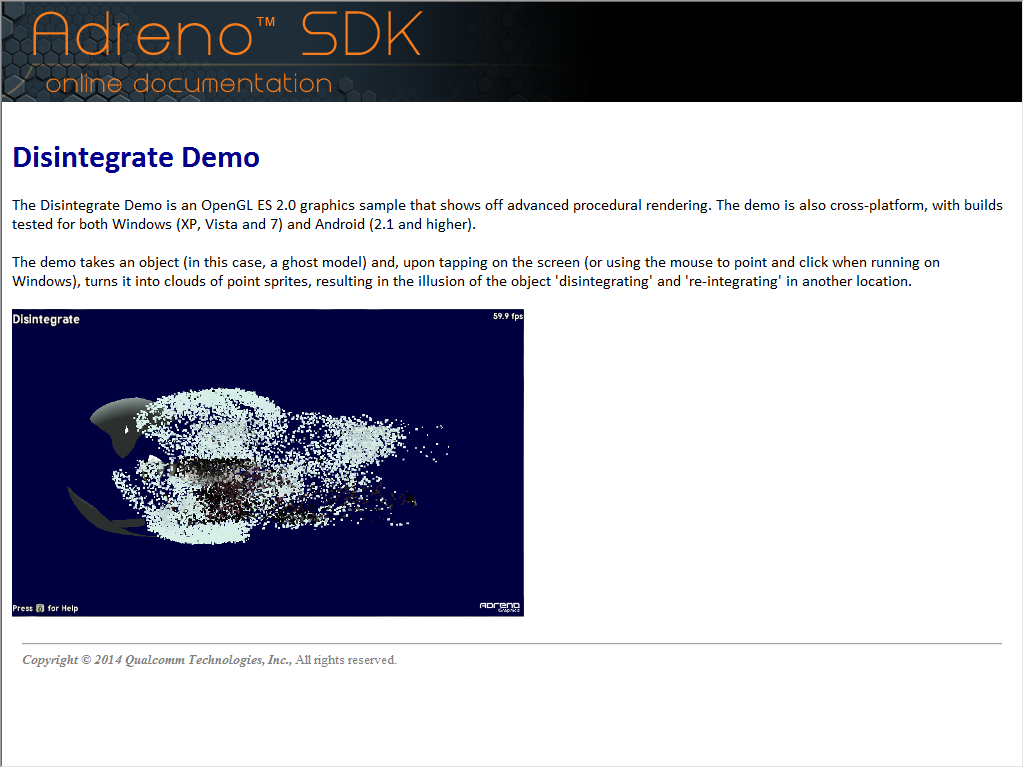 Adreno™ SDK
online documentation
Disintegrate Demo
The Disintegrate Demo is an OpenGL ES 2.0 graphics sample that shows off advanced procedural rendering. The demo is also cross-platform, with builds
tested for both Windows (XP, Vista and 7) and Android (2.1 and higher).
The demo takes an object (in this case, a ghost model) and, upon tapping on the screen (or using the mouse to point and click when running on
Windows), turns it into clouds of point sprites, resulting in the illusion of the object 'disintegrating' and 're-integrating' in another location.
Disintegrate
59.9 fps
Press for Help
Adreno
Graphics
Copyright © 2014 Qualcomm Technologies, Inc., All rights reserved.